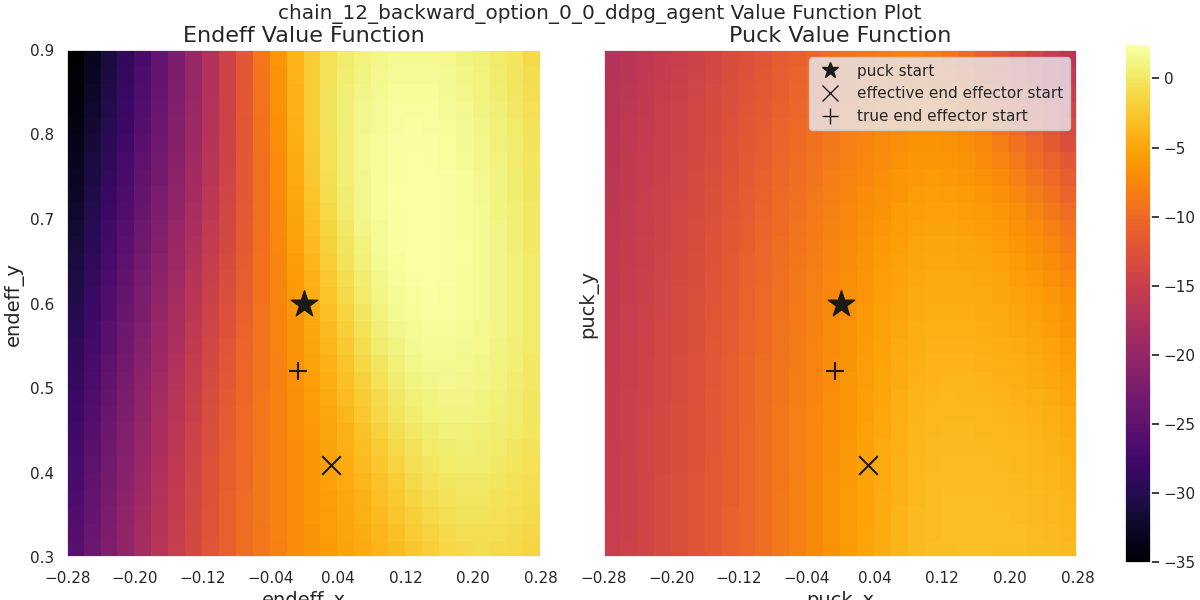 chain_12_backward_option_0_0_ddpg_agent Value Function Plot
Endeff Value Function
Puck Value Function
0.9
0.8
0.7
0.6
0.5
0.4
0.3
endeff_y
−0.28 −0.20 −0.12 −0.04 0.04 0.12 0.20 0.28
endeff_x
puck start
effective end effector start
true end effector start
puck_y
−0.28 −0.20 −0.12 −0.04 0.04 0.12 0.20 0.28
puck_x
0
−5
−10
−15
−20
−25
−30
−35